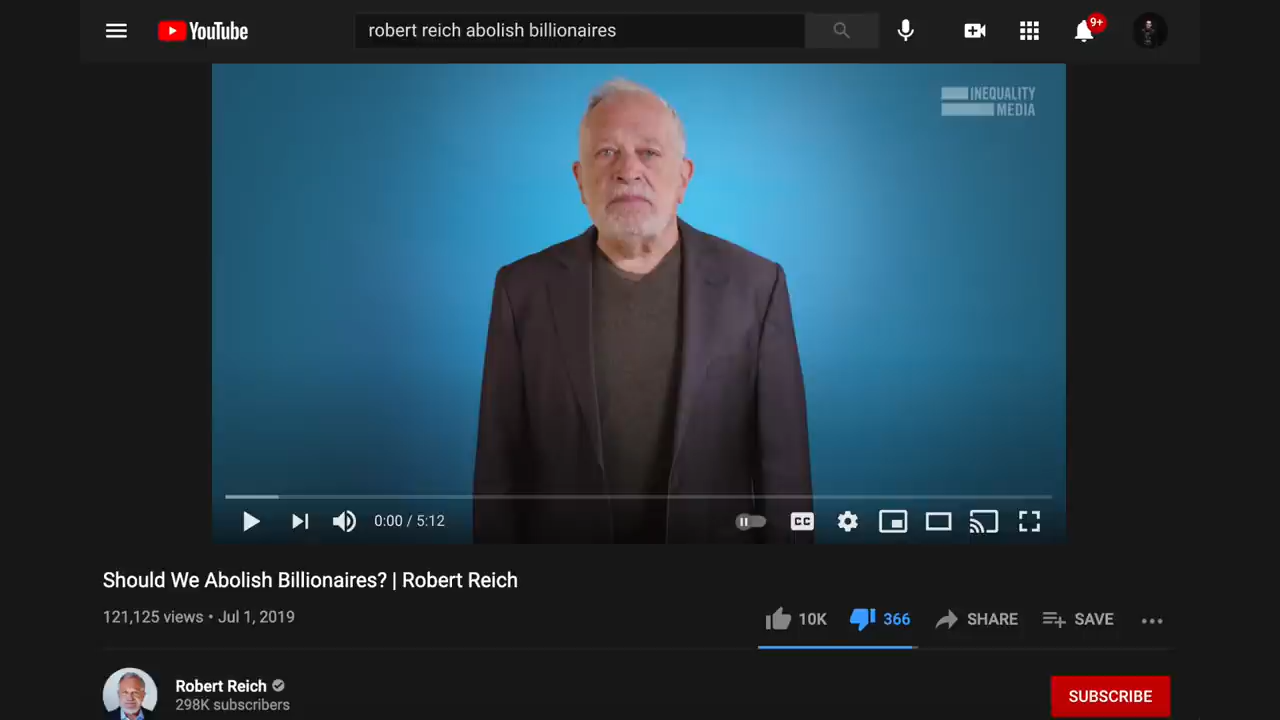 YouTube
robert reich abolish billionaires
9+
INEQUALITY
MEDIA
0:00 / 5:12
CC
Should We Abolish Billionaires? | Robert Reich
121,125 views • Jul 1, 2019
10K
366
SHARE
SAVE
Robert Reich
298K subscribers
SUBSCRIBE